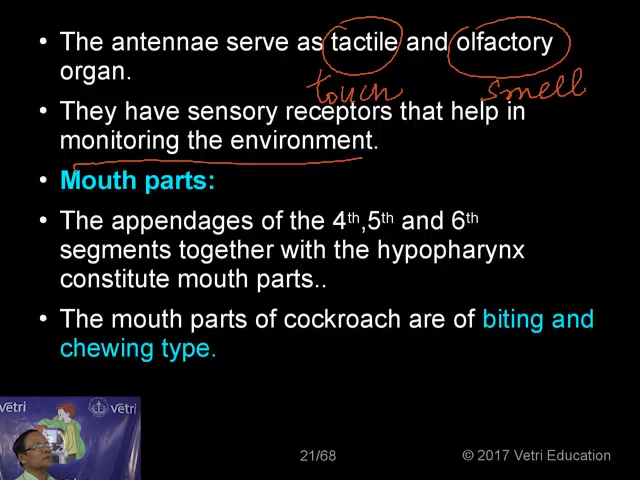 • The antennae serve as tactile and olfactory
organ.
touch smell
• They have sensory receptors that help in
monitoring the environment.
• Mouth parts:
• The appendages of the 4th,5th and 6th
segments together with the hypopharynx
constitute mouth parts..
• The mouth parts of cockroach are of biting and
chewing type.
vetri vetri
21/68 © 2017 Vetri Education